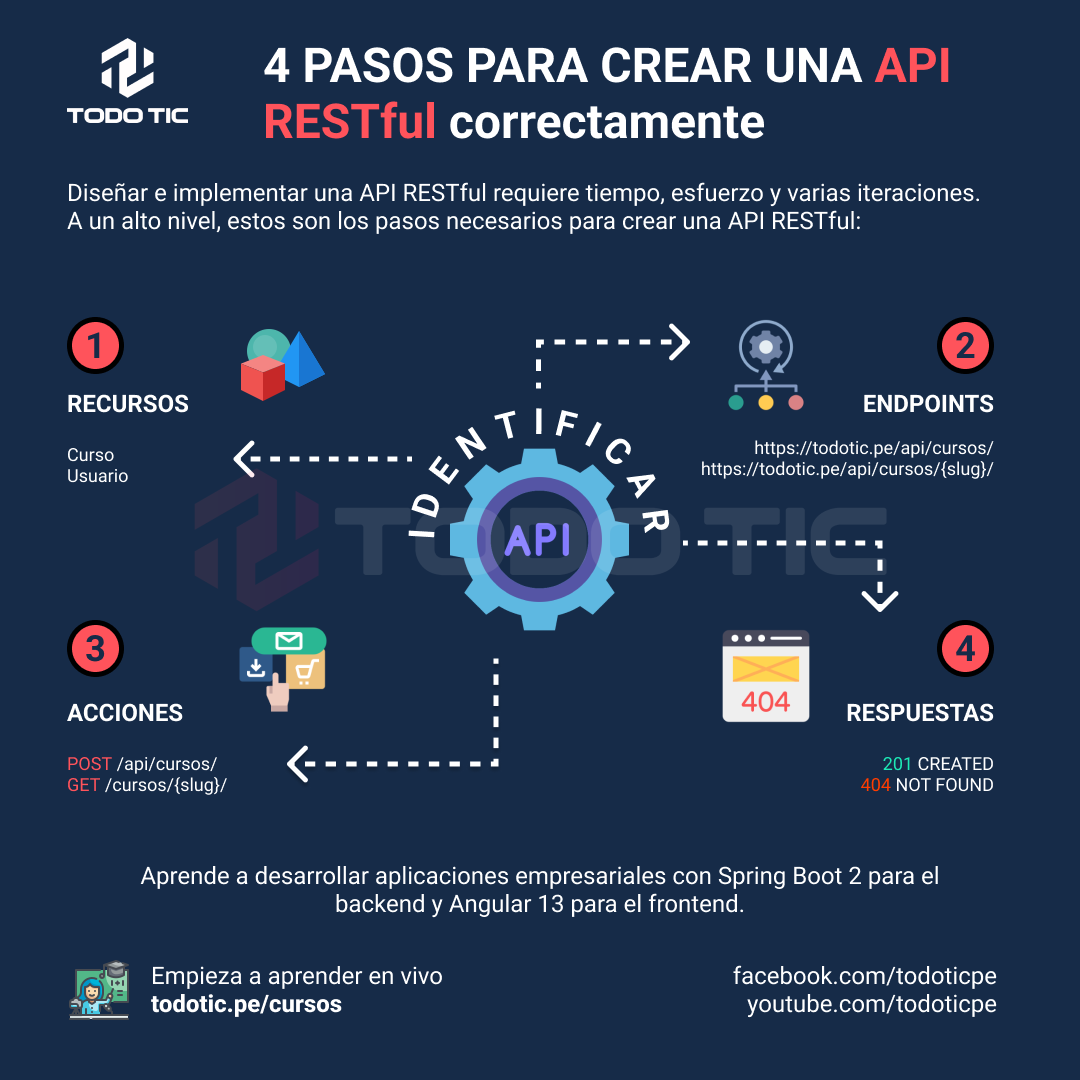 TODO TIC
4 PASOS PARA CREAR UNA API
RESTful correctamente
Diseñar e implementar una API RESTful requiere tiempo, esfuerzo y varias iteraciones.
A un alto nivel, estos son los pasos necesarios para crear una API RESTful:
1
RECURSOS
Curso
Usuario
2
ENDPOINTS
https://todotic.pe/api/cursos/
https://todotic.pe/api/cursos/{slug}/
IDENTIFICAR
API
TODO TIC
3
ACCIONES
POST /api/cursos/
GET /cursos/{slug}/
404
4
RESPUESTAS
201 CREATED
404 NOT FOUND
Aprende a desarrollar aplicaciones empresariales con Spring Boot 2 para el
backend y Angular 13 para el frontend.
Empieza a aprender en vivo
todotic.pe/cursos
facebook.com/todoticpe
youtube.com/todoticpe